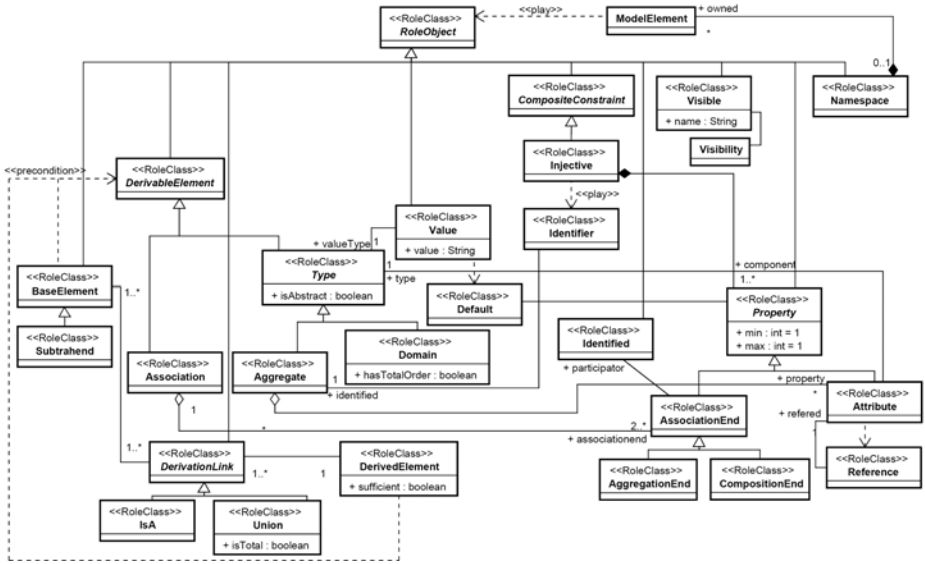 <<RoleClass>>
RoleObject
<<play>>
ModelElement
+ owned
*
0..1
<<RoleClass>>
CompositeConstraint
<<RoleClass>>
Visible
+ name : String
<<RoleClass>>
Namespace
Visibility
<<precondition>>
<<RoleClass>>
DerivableElement
<<RoleClass>>
Injective
<<play>>
<<RoleClass>>
Value
+ value : String
<<RoleClass>>
Identifier
+ valueType
1
<<RoleClass>>
Type
+ isAbstract : boolean
1
+ type
+ component
1..*
<<RoleClass>>
BaseElement
1..*
<<RoleClass>>
Default
<<RoleClass>>
Property
+ min : int = 1
+ max : int = 1
<<RoleClass>>
Subtrahend
<<RoleClass>>
Identified
+ participator
<<RoleClass>>
Association
<<RoleClass>>
Aggregate
<<RoleClass>>
Domain
+ hasTotalOrder : boolean
1
+ identified
+ property
*
<<RoleClass>>
Attribute
+ refered
1
<<RoleClass>>
AssociationEnd
1
*
2..*
+ associationend
1..*
<<RoleClass>>
DerivationLink
1..*
1
<<RoleClass>>
DerivedElement
+ sufficient : boolean
<<RoleClass>>
AggregationEnd
<<RoleClass>>
CompositionEnd
<<RoleClass>>
Reference
<<RoleClass>>
IsA
<<RoleClass>>
Union
+ isTotal : boolean